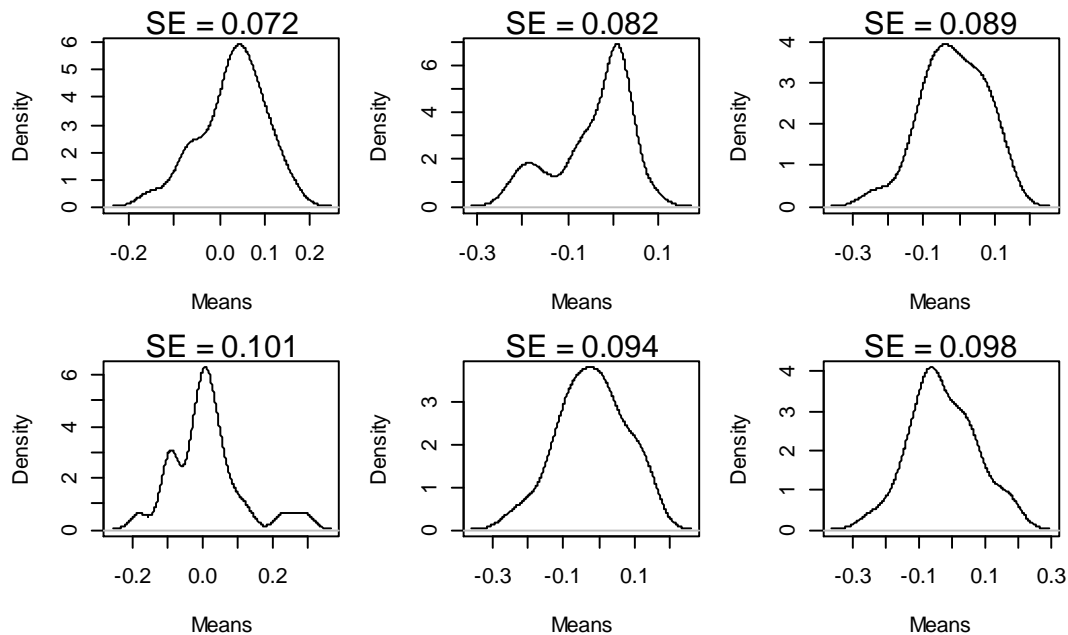 SE = 0.072
Density
0 1 2 3 4 5 6
-0.2 0.0 0.1 0.2
Means
SE = 0.082
Density
0 2 4 6
-0.3 -0.1 0.1
Means
SE = 0.089
Density
0 1 2 3 4
-0.3 -0.1 0.1
Means
SE = 0.101
Density
0 2 4 6
-0.2 0.0 0.2
Means
SE = 0.094
Density
0 1 2 3
-0.3 -0.1 0.1
Means
SE = 0.098
Density
0 1 2 3 4
-0.3 -0.1 0.1 0.3
Means